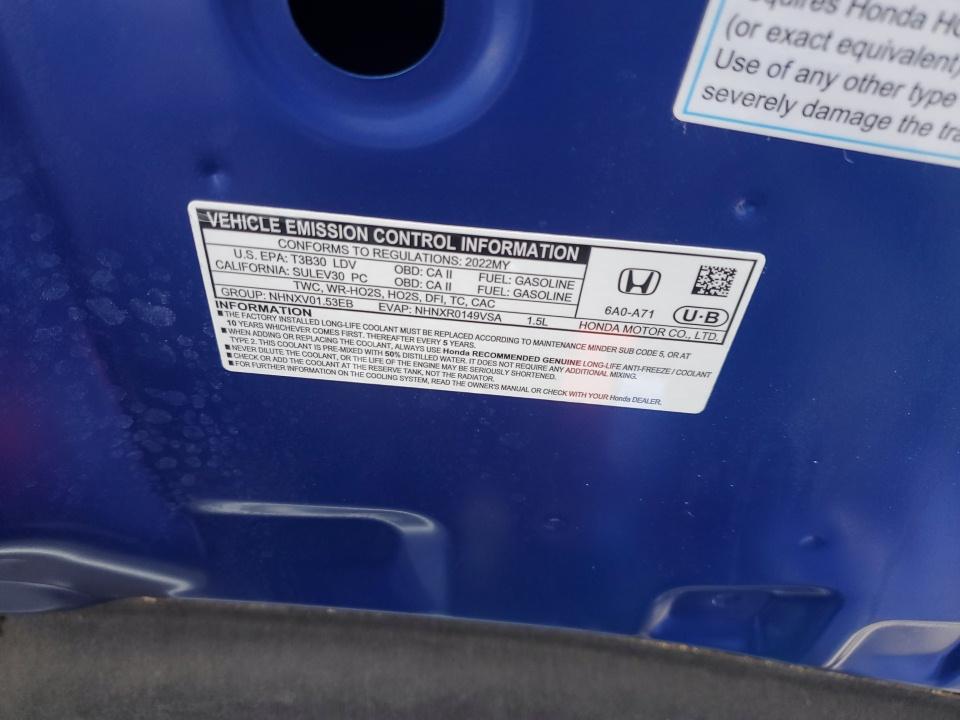 equires Honda
(or exact equivalent)
Use of any other type
severely damage the
VEHICLE EMISSION CONTROL INFORMATION
CONFORMS TO REGULATIONS: 2022MY
U.S. EPA: T3B30 LDV OBD: CA II FUEL: GASOLINE
CALIFORNIA: SULEV30 PC OBD: CA II FUEL: GASOLINE
TWC, WR-HO2S, HO2S, DFI, TC, CAC
GROUP: NHNXV01.53EB EVAP: NHNXR0149VSA 1.5L
6A0-A71 U·B
HONDA MOTOR CO., LTD.
INFORMATION
■ THE FACTORY INSTALLED LONG-LIFE COOLANT MUST BE REPLACED ACCORDING TO MAINTENANCE MINDER SUB CODE 5, OR AT
10 YEARS WHICHEVER COMES FIRST. THEREAFTER EVERY 5 YEARS.
■ WHEN ADDING OR REPLACING THE COOLANT, ALWAYS USE Honda RECOMMENDED GENUINE LONG-LIFE ANTI-FREEZE / COOLANT
TYPE 2. THIS COOLANT IS PRE-MIXED WITH 50% DISTILLED WATER. IT DOES NOT REQUIRE ANY ADDITIONAL MIXING.
■ NEVER DILUTE THE COOLANT, OR THE LIFE OF THE ENGINE MAY BE SERIOUSLY SHORTENED.
■ CHECK OR ADD THE COOLANT AT THE RESERVE TANK, NOT THE RADIATOR.
■ FOR FURTHER INFORMATION ON THE COOLING SYSTEM, READ THE OWNER'S MANUAL OR CHECK WITH YOUR Honda DEALER.